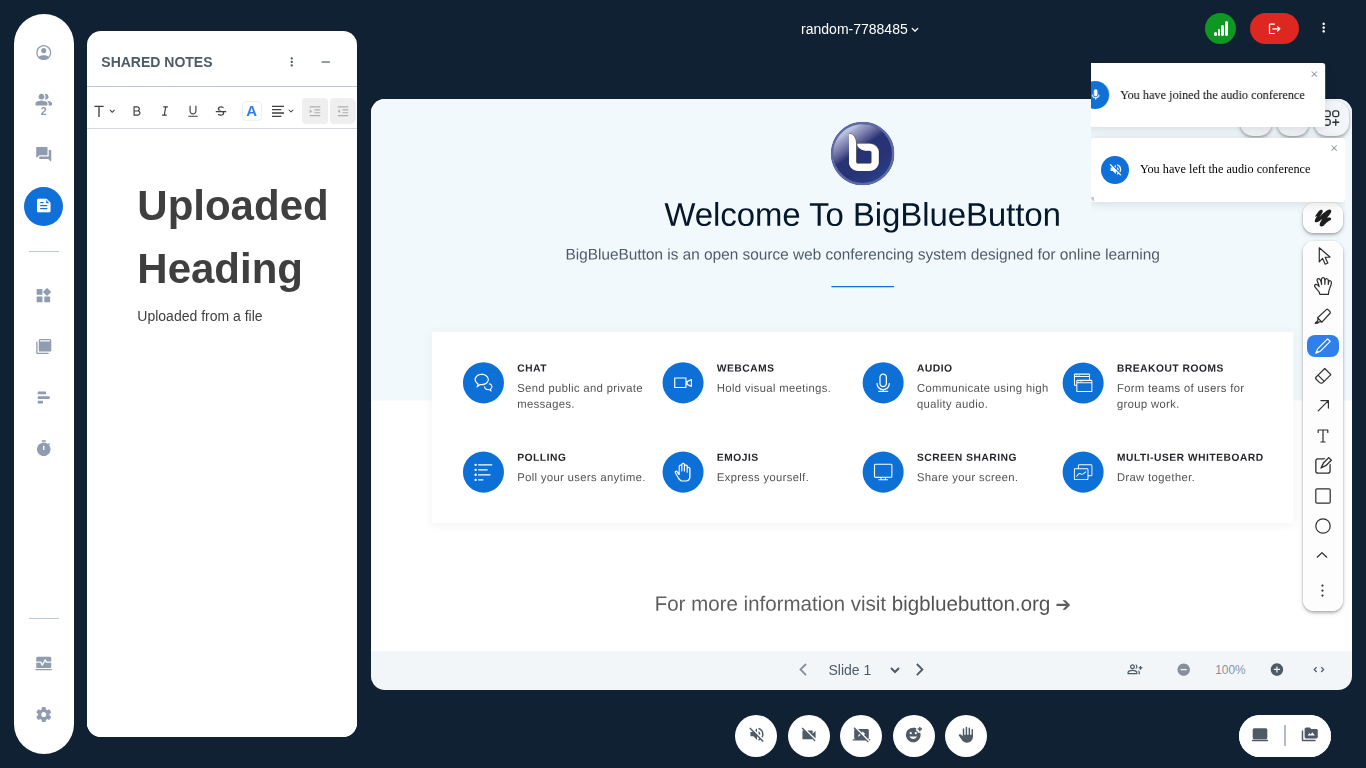 random-7788485
SHARED NOTES
2
Uploaded
Heading
Uploaded from a file
You have joined the audio conference
You have left the audio conference
Welcome To BigBlueButton
BigBlueButton is an open source web conferencing system designed for online learning
CHAT
Send public and private
messages.
WEBCAMS
Hold visual meetings.
AUDIO
Communicate using high
quality audio.
BREAKOUT ROOMS
Form teams of users for
group work.
POLLING
Poll your users anytime.
EMOJIS
Express yourself.
SCREEN SHARING
Share your screen.
MULTI-USER WHITEBOARD
Draw together.
For more information visit bigbluebutton.org ➔
Slide 1
100%